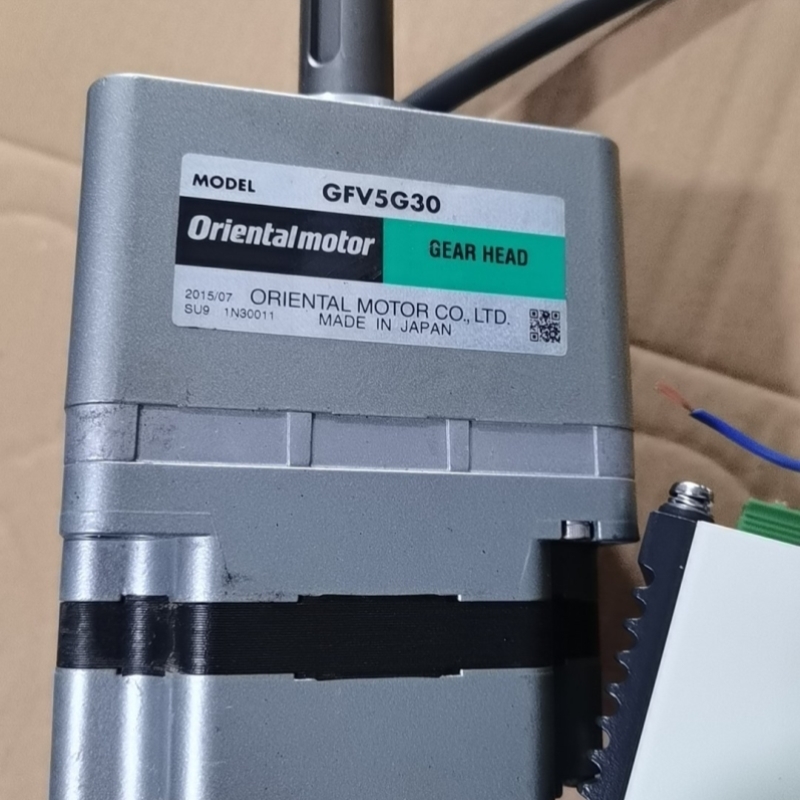 MODEL GFV5G30
Orientalmotor GEAR HEAD
2015/07 ORIENTAL MOTOR CO., LTD.
SU9 1N30011 MADE IN JAPAN